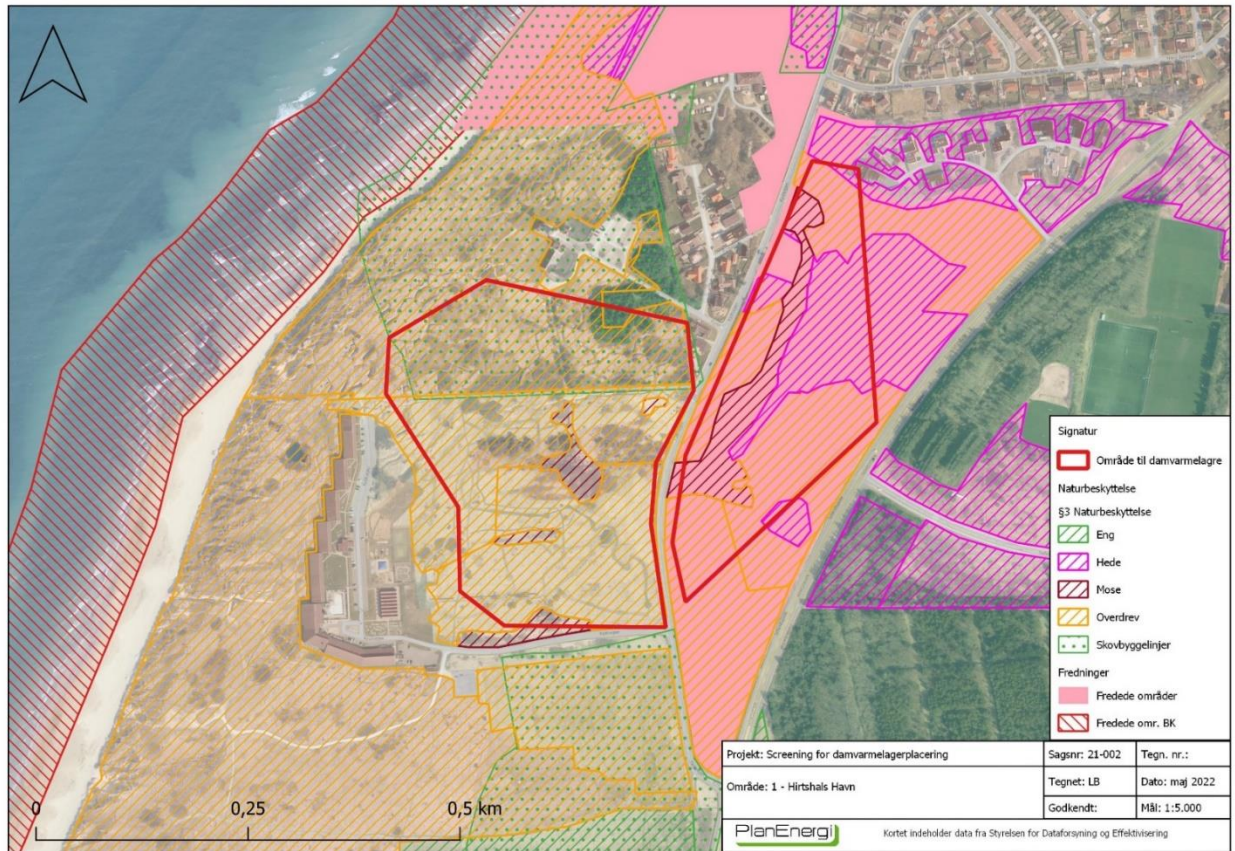 0
0,25
0,5 km
Signatur
Område til damvarmelagre
Naturbeskyttelse
§3 Naturbeskyttelse
Eng
Hede
Mose
Overdrev
Skovbyggelinjer
Fredninger
Fredede områder
Fredede omr. BK
Projekt: Screening for damvarmelagerplacering
Sagsnr: 21-002
Tegn. nr.:
Område: 1 - Hirtshals Havn
Tegnet: LB
Dato: maj 2022
Godkendt:
Mål: 1:5.000
PlanEnergi
Kortet indeholder data fra Styrelsen for Dataforsyning og Effektivisering